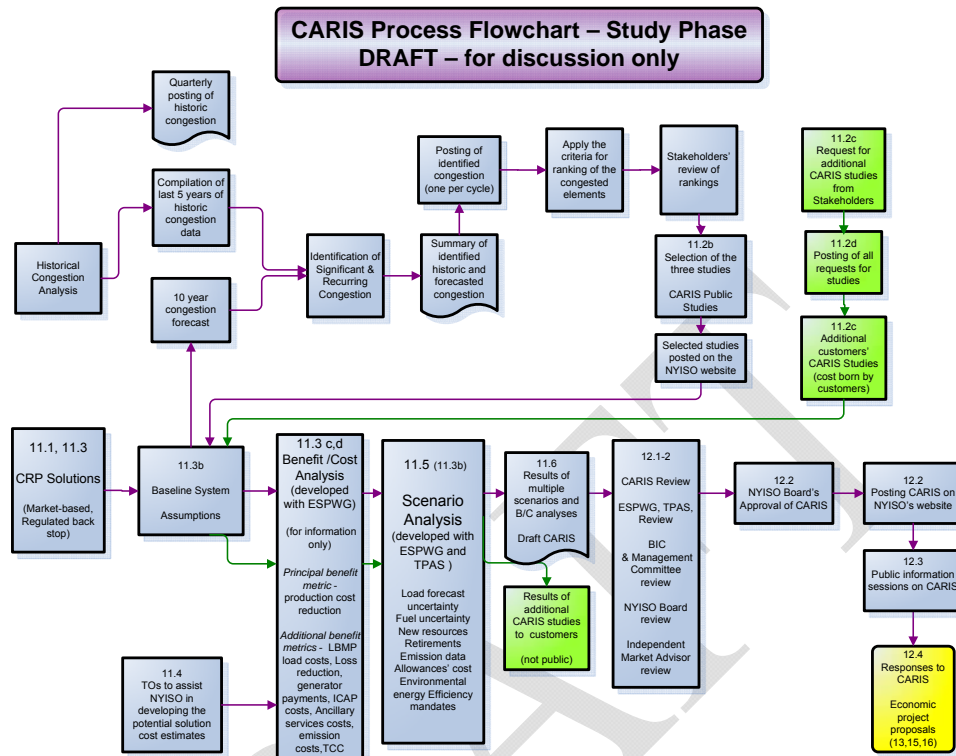 CARIS Process Flowchart – Study Phase
DRAFT – for discussion only
Quarterly
posting of
historic
congestion
Compilation of
last 5 years of
historic
congestion
data
Historical
Congestion
Analysis
10 year
congestion
forecast
Identification of
Significant &
Recurring
Congestion
Posting of
identified
congestion
(one per cycle)
Summary of
identified
historic and
forecasted
congestion
Apply the
criteria for
ranking of the
congested
elements
Stakeholders’
review of
rankings
11.2b
Selection of the
three studies
CARIS Public
Studies
Selected studies
posted on the
NYISO website
11.2c
Request for
additional
CARIS studies
from
Stakeholders
11.2d
Posting of all
requests for
studies
11.2c
Additional
customers’
CARIS Studies
(cost born by
customers)
11.1, 11.3
CRP Solutions
(Market-based,
Regulated back
stop)
11.3b
Baseline System
Assumptions
11.4
TOs to assist
NYISO in
developing the
potential solution
cost estimates
11.3 c,d
Benefit /Cost
Analysis
(developed
with ESPWG)
(for information
only)
Principal benefit
metric -
production cost
reduction
Additional benefit
metrics - LBMP
load costs, Loss
reduction,
generator
payments, ICAP
costs, Ancillary
services costs,
emission
costs,TCC
11.5 (11.3b)
Scenario
Analysis
(developed with
ESPWG and
TPAS )
Load forecast
uncertainty
Fuel uncertainty
New resources
Retirements
Emission data
Allowances’ cost
Environmental
energy Efficiency
mandates
11.6
Results of
multiple
scenarios and
B/C analyses
Draft CARIS
Results of
additional
CARIS studies
to customers
(not public)
12.1-2
CARIS Review
ESPWG, TPAS,
Review
BIC
& Management
Committee
review
NYISO Board
review
Independent
Market Advisor
review
12.2
NYISO Board’s
Approval of CARIS
12.2
Posting CARIS on
NYISO’s website
12.3
Public information
sessions on CARIS
12.4
Responses to
CARIS
Economic
project
proposals
(13,15,16)
DRAFT